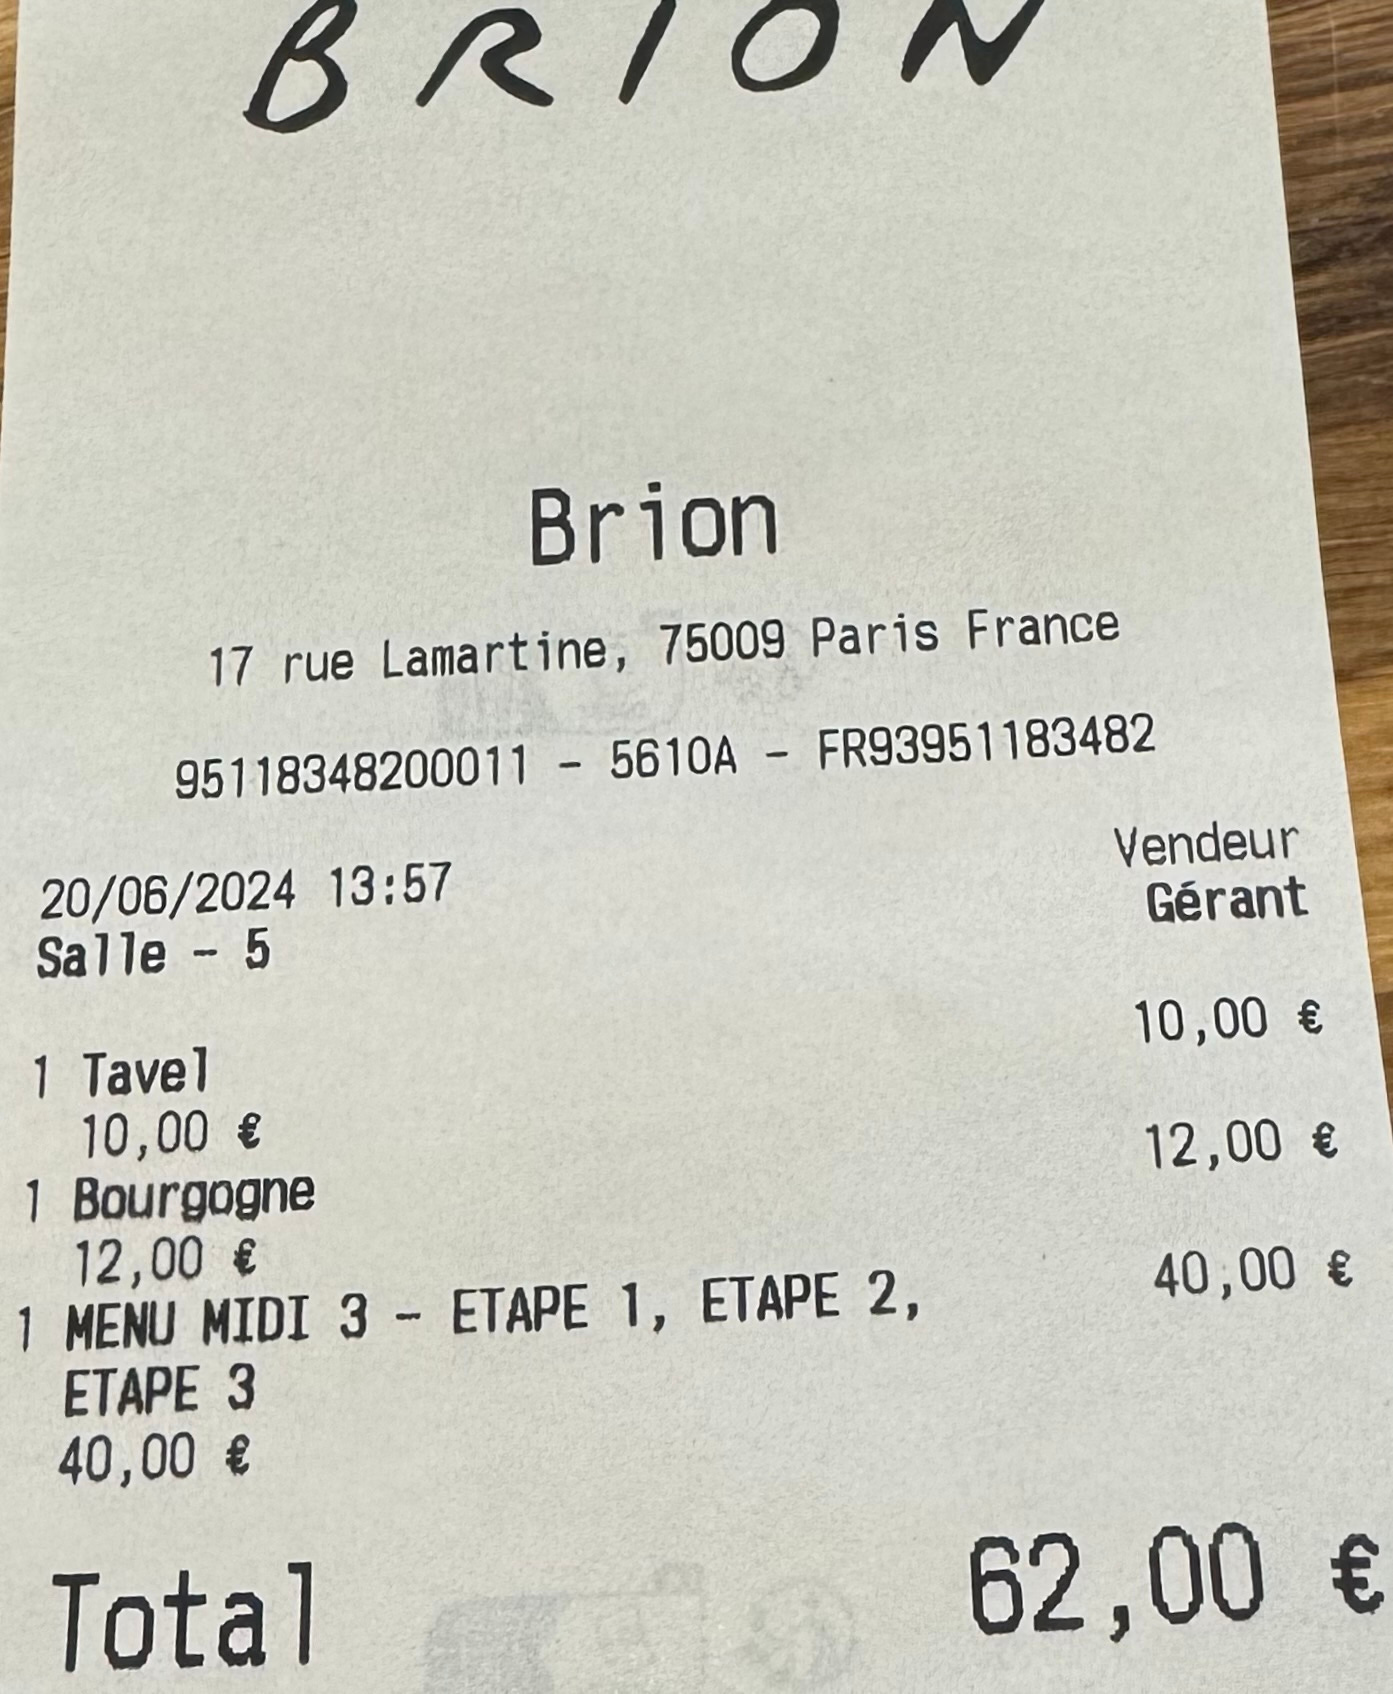 BRION
Brion
17 rue Lamartine, 75009 Paris France
95118348200011 - 5610A - FR93951183482
Vendeur
20/06/2024 13:57
Gérant
Salle - 5
10,00 €
1 Tavel
10,00 €
12,00 €
1 Bourgogne
12,00 €
40,00 €
1 MENU MIDI 3 - ETAPE 1, ETAPE 2,
ETAPE 3
40,00 €
Total 62,00 €